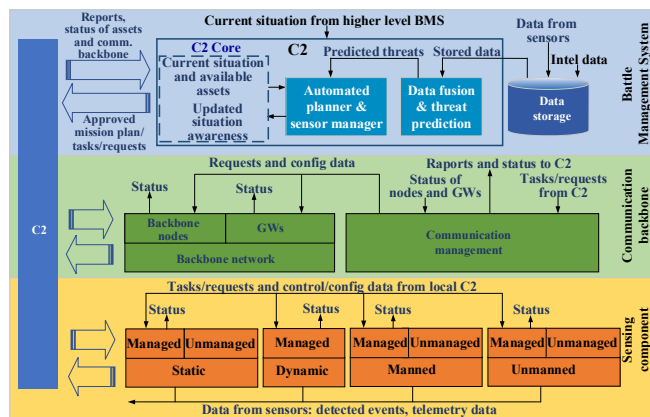 Reports,
status of assets
and comm.
backbone
Approved
mission plan/
tasks/requests
Current situation from higher level BMS
C2 Core
C2
Current situation
and available
assets
Updated
situation
awareness
Predicted threats
Stored data
Automated
planner &
sensor manager
Data fusion
& threat
prediction
Data from
sensors
Intel data
Data
storage
Battle
Management System
C2
Requests and config data
Status
Status
Backbone
nodes
GWs
Backbone network
Raports and status to C2
Status of
nodes and GWs
Tasks/requests
from C2
Communication
management
Communication
backbone
Tasks/requests and control/config data from local C2
Status
Status
Status
Status
Managed
Unmanaged
Static
Managed
Dynamic
Managed
Unmanaged
Manned
Managed
Unmanaged
Unmanned
Data from sensors: detected events, telemetry data
Sensing
component